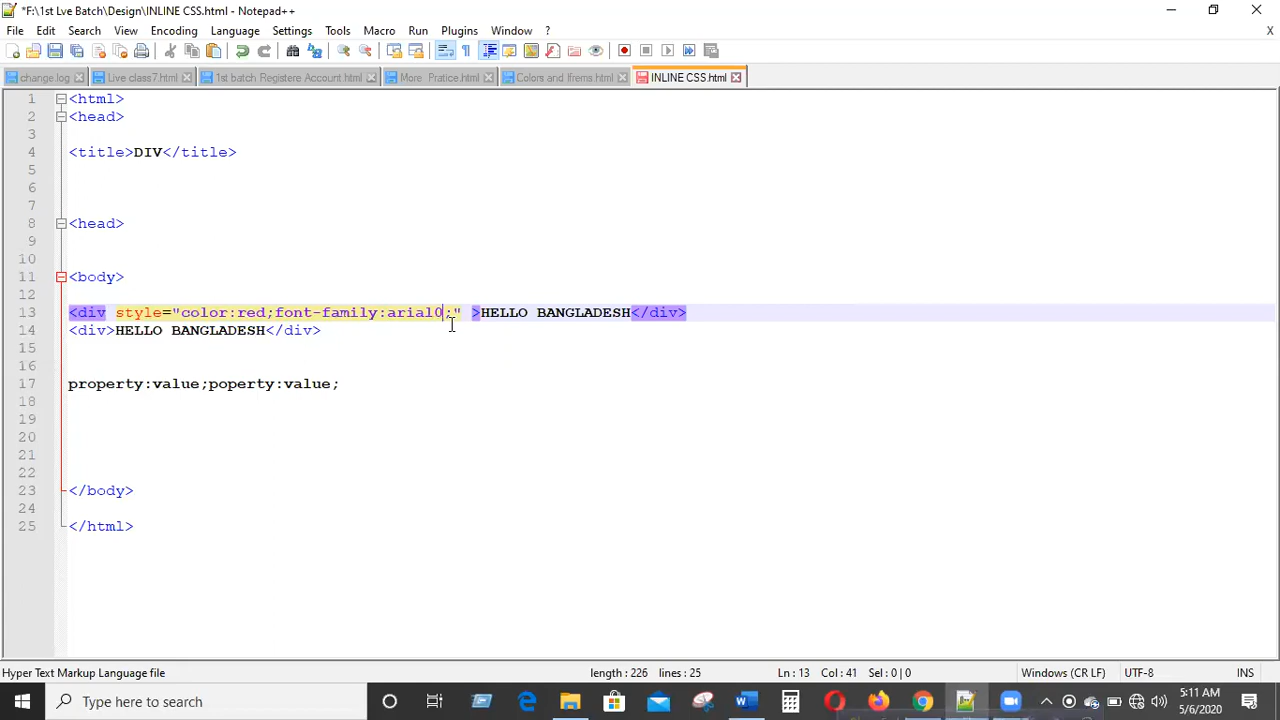 *F:\1st Lve Batch\Design\INLINE CSS.html - Notepad++
File Edit Search View Encoding Language Settings Tools Macro Run Plugins Window ? X
change.log Live class7.html 1st batch Registere Account.html More Pratice.html Colors and Ifrems.html INLINE CSS.html
1 <html>
2 <head>
3
4 <title>DIV</title>
5
6
7
8 <head>
9
10
11 <body>
12
13 <div style="color:red;font-family:arial0;" >HELLO BANGLADESH</div>
14 <div>HELLO BANGLADESH</div>
15
16
17 property:value;poperty:value;
18
19
20
21
22
23 </body>
24
25 </html>
Hyper Text Markup Language file length : 226 lines : 25 Ln : 13 Col : 41 Sel : 0 | 0 Windows (CR LF) UTF-8 INS
Type here to search
5:11 AM
5/6/2020